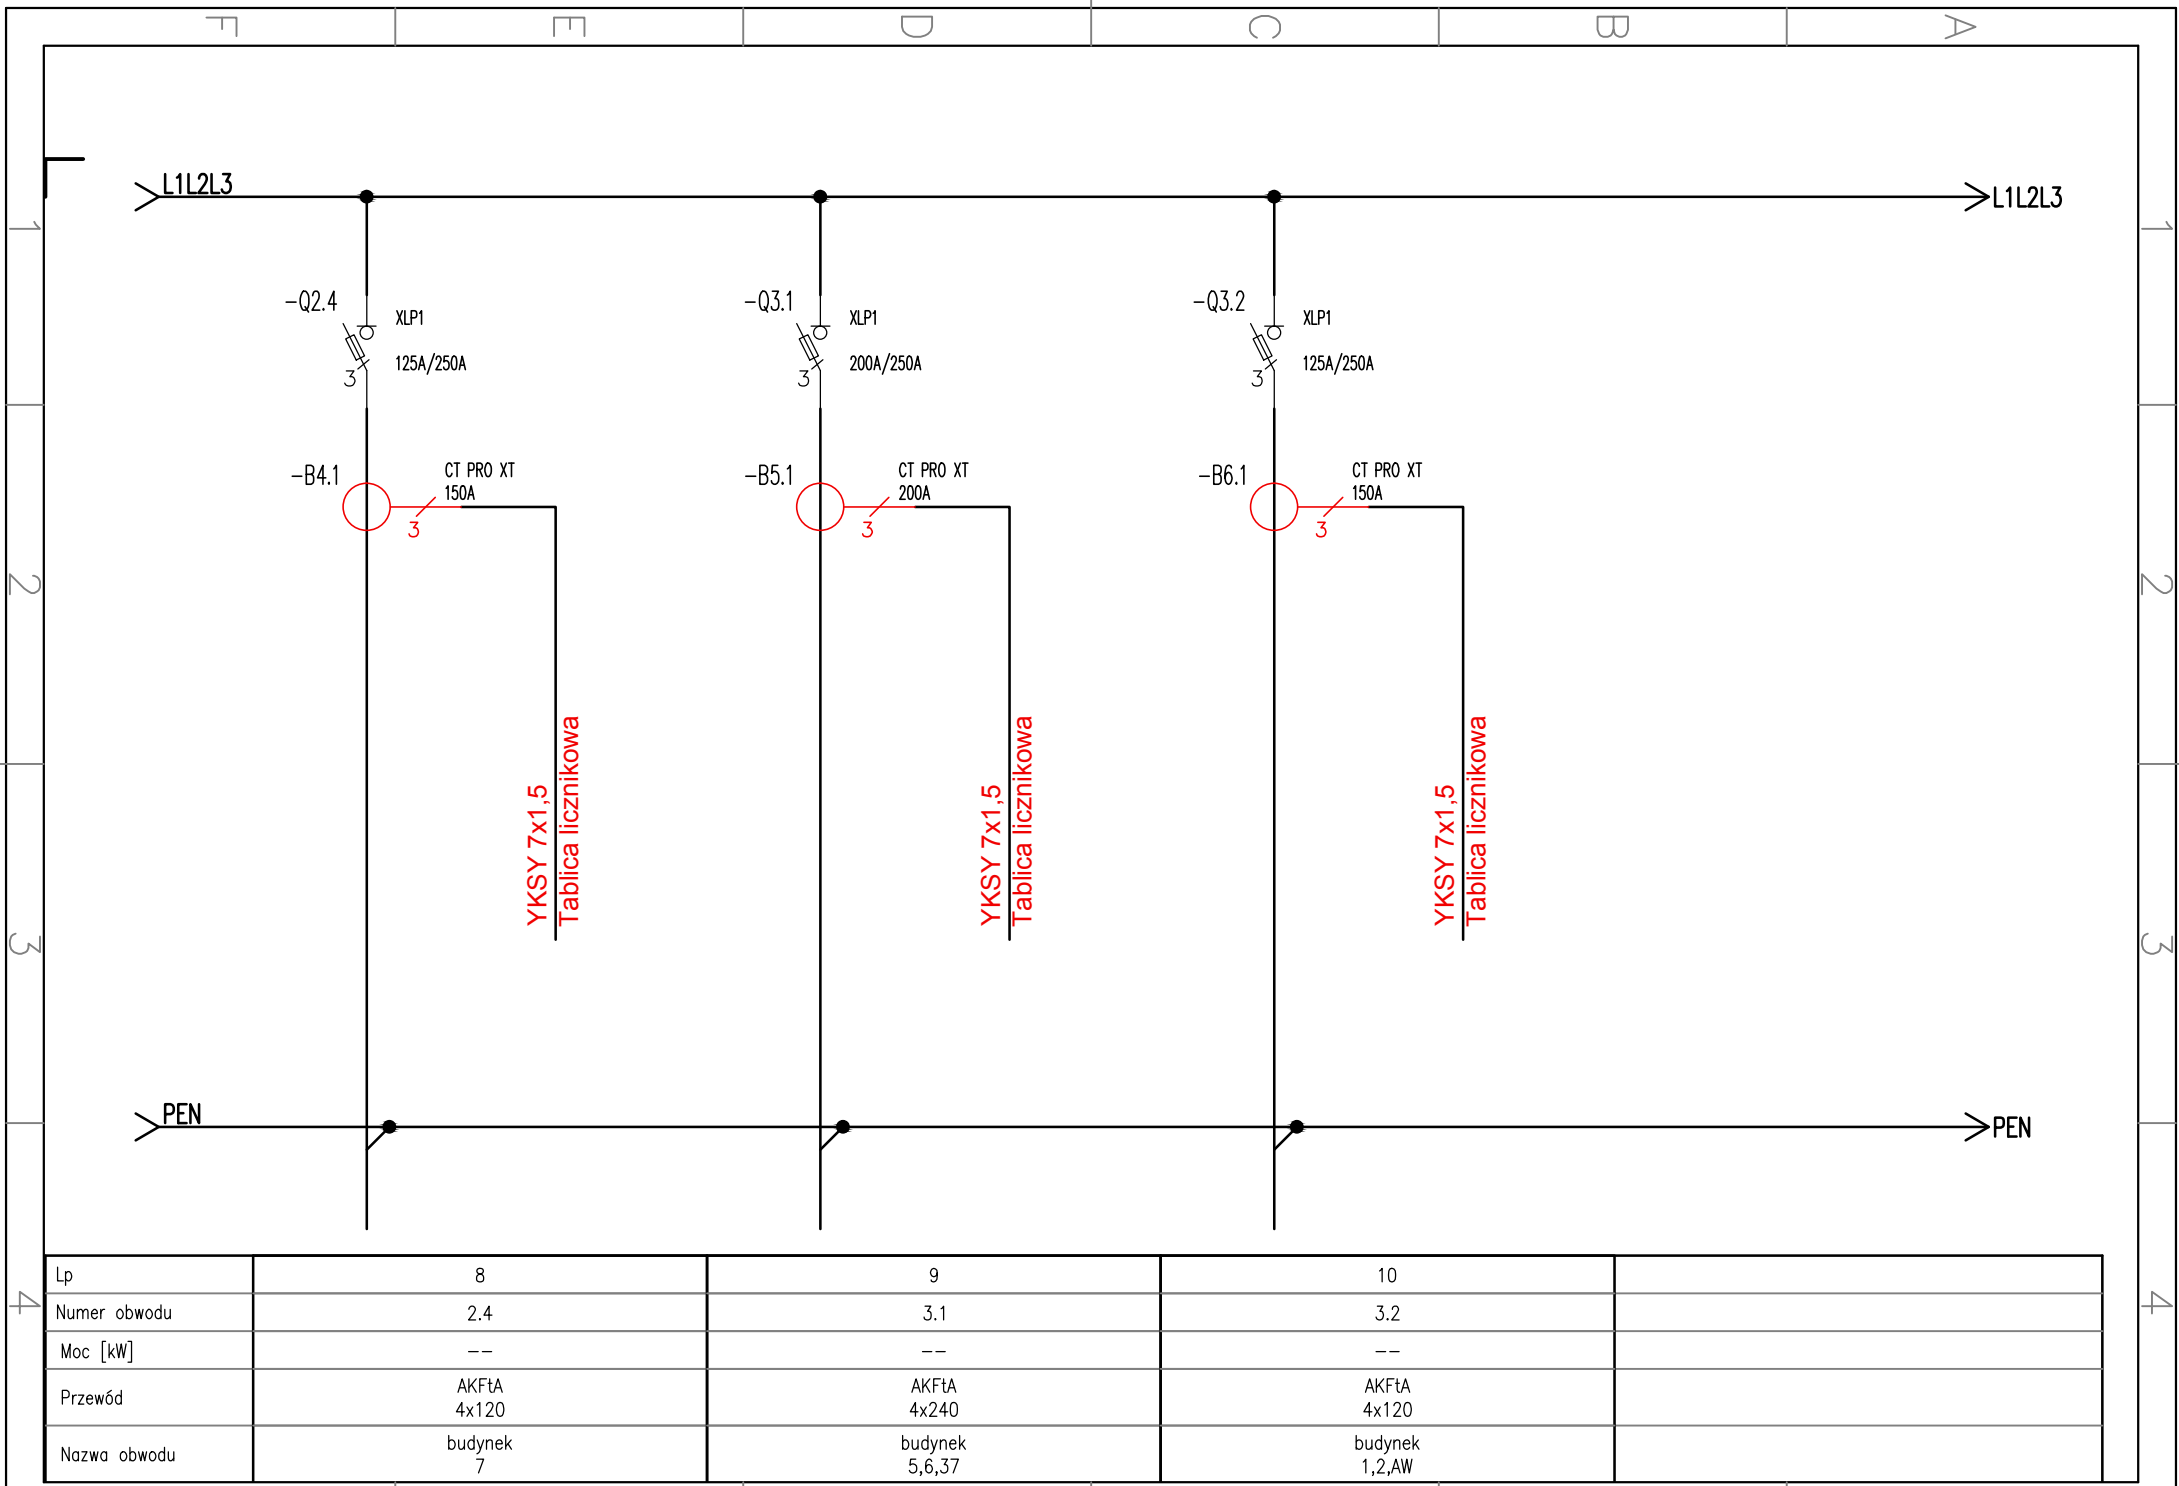 F E D C B A
L1L2L3
L1L2L3
1
1
-Q2.4
XLP1
125A/250A
3
-Q3.1
XLP1
200A/250A
3
-Q3.2
XLP1
125A/250A
3
-B4.1
CT PRO XT
150A
3
-B5.1
CT PRO XT
200A
3
-B6.1
CT PRO XT
150A
3
2
2
YKSY 7x1,5
Tablica licznikowa
YKSY 7x1,5
Tablica licznikowa
YKSY 7x1,5
Tablica licznikowa
3
3
PEN
PEN
4
4
Lp 8 9 10
Numer obwodu 2.4 3.1 3.2
Moc [kW] -- -- --
Przewód
AKFtA
4x120
AKFtA
4x240
AKFtA
4x120
Nazwa obwodu
budynek
7
budynek
5,6,37
budynek
1,2,AW